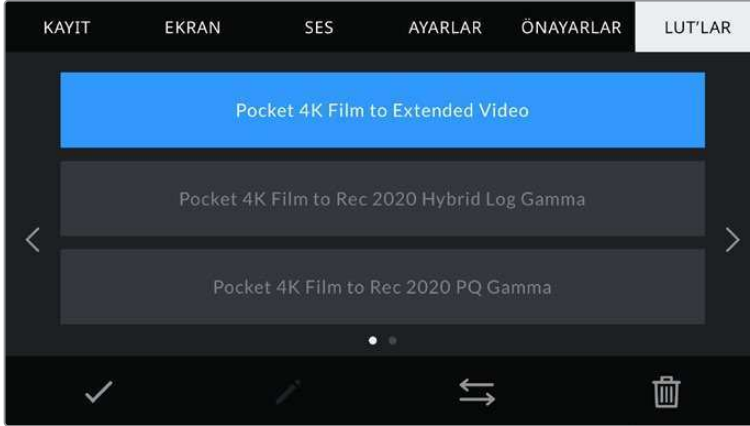 KAYIT EKRAN SES AYARLAR ÖNAYARLAR LUT'LAR
Pocket 4K Film to Extended Video
Pocket 4K Film to Rec 2020 Hybrid Log Gamma
Pocket 4K Film to Rec 2020 PQ Gamma